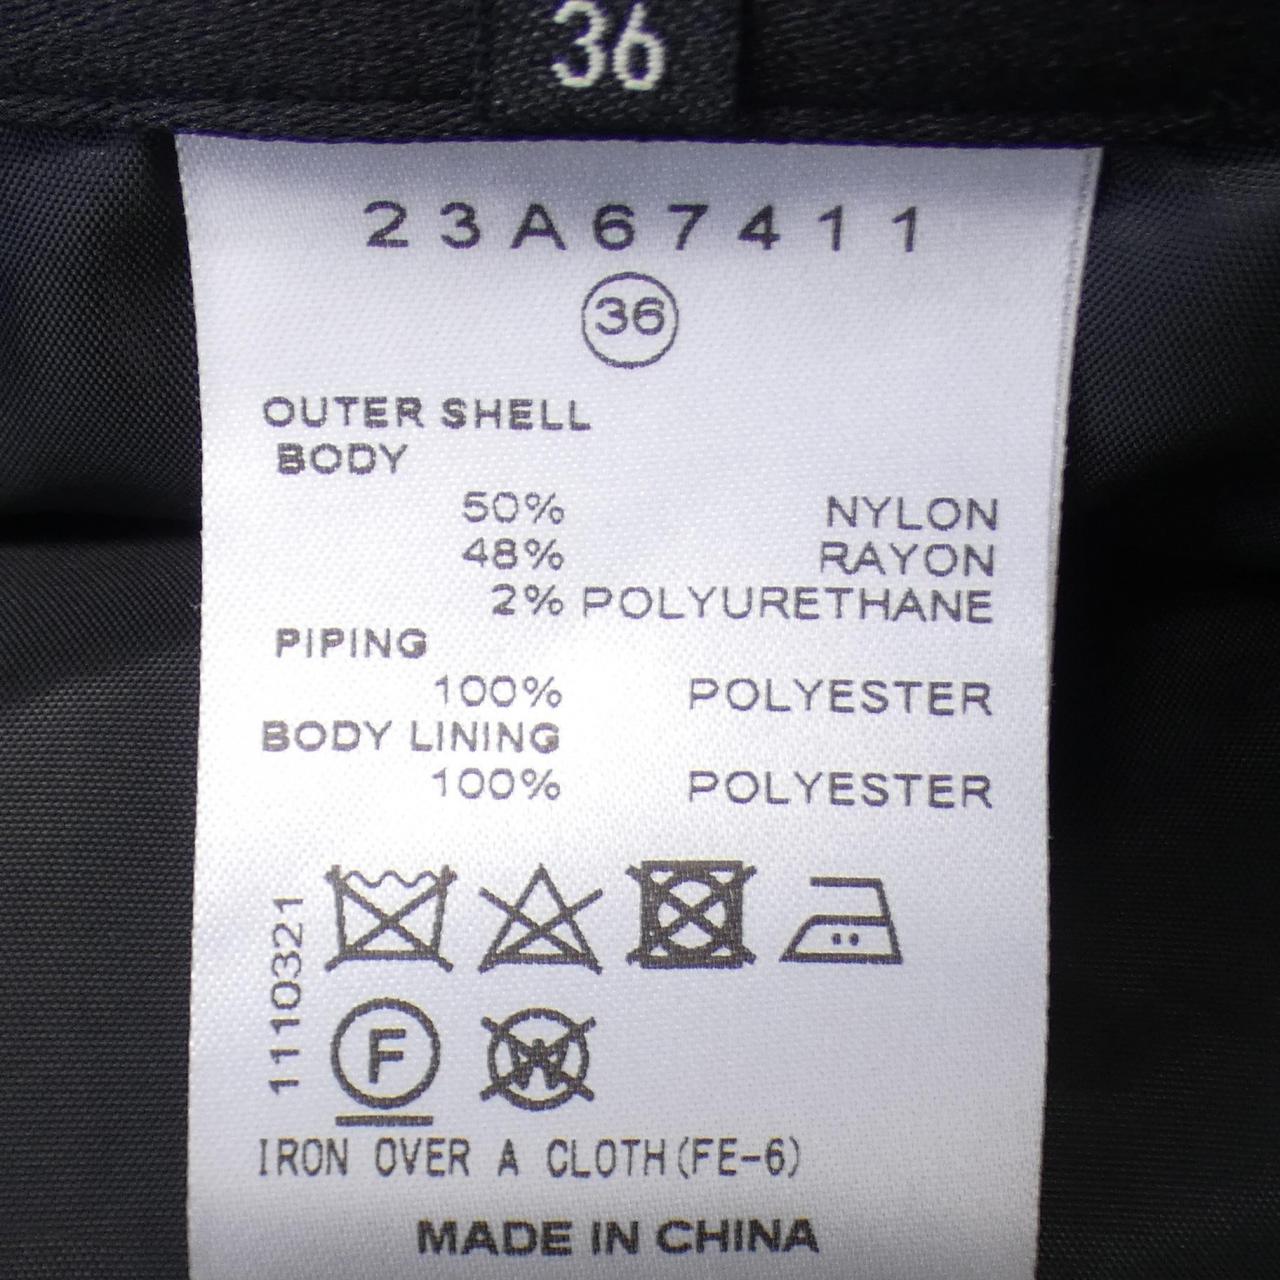 36
23A67411
36
OUTER SHELL
BODY
50% NYLON
48% RAYON
2% POLYURETHANE
PIPING
100% POLYESTER
BODY LINING
100% POLYESTER
1110321
F
W
IRON OVER A CLOTH(FE-6)
MADE IN CHINA